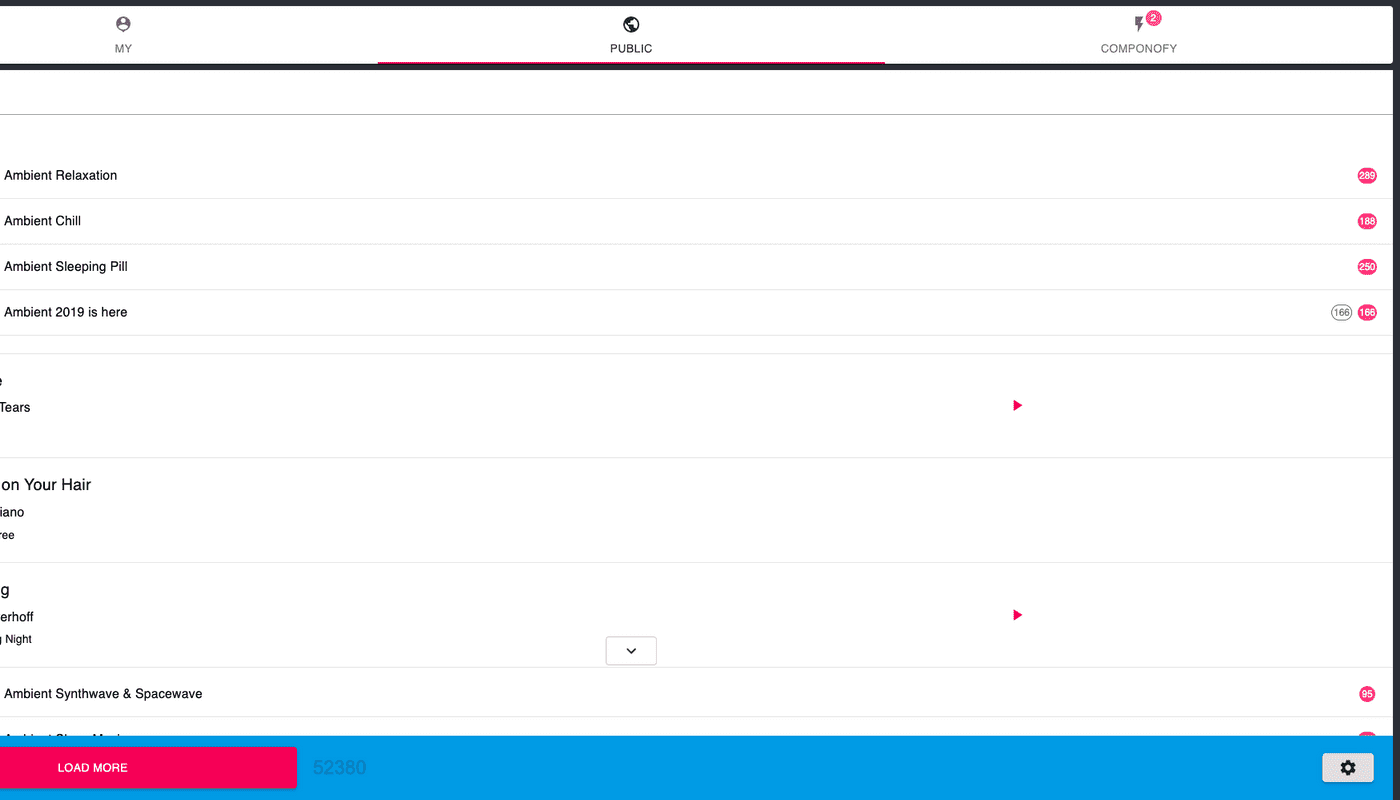 2
MY PUBLIC COMPONOFY
Ambient Relaxation 289
Ambient Chill 188
Ambient Sleeping Pill 250
Ambient 2019 is here 166 166
e
Tears
on Your Hair
iano
ree
g
erhoff
g Night
Ambient Synthwave & Spacewave 95
LOAD MORE 52380